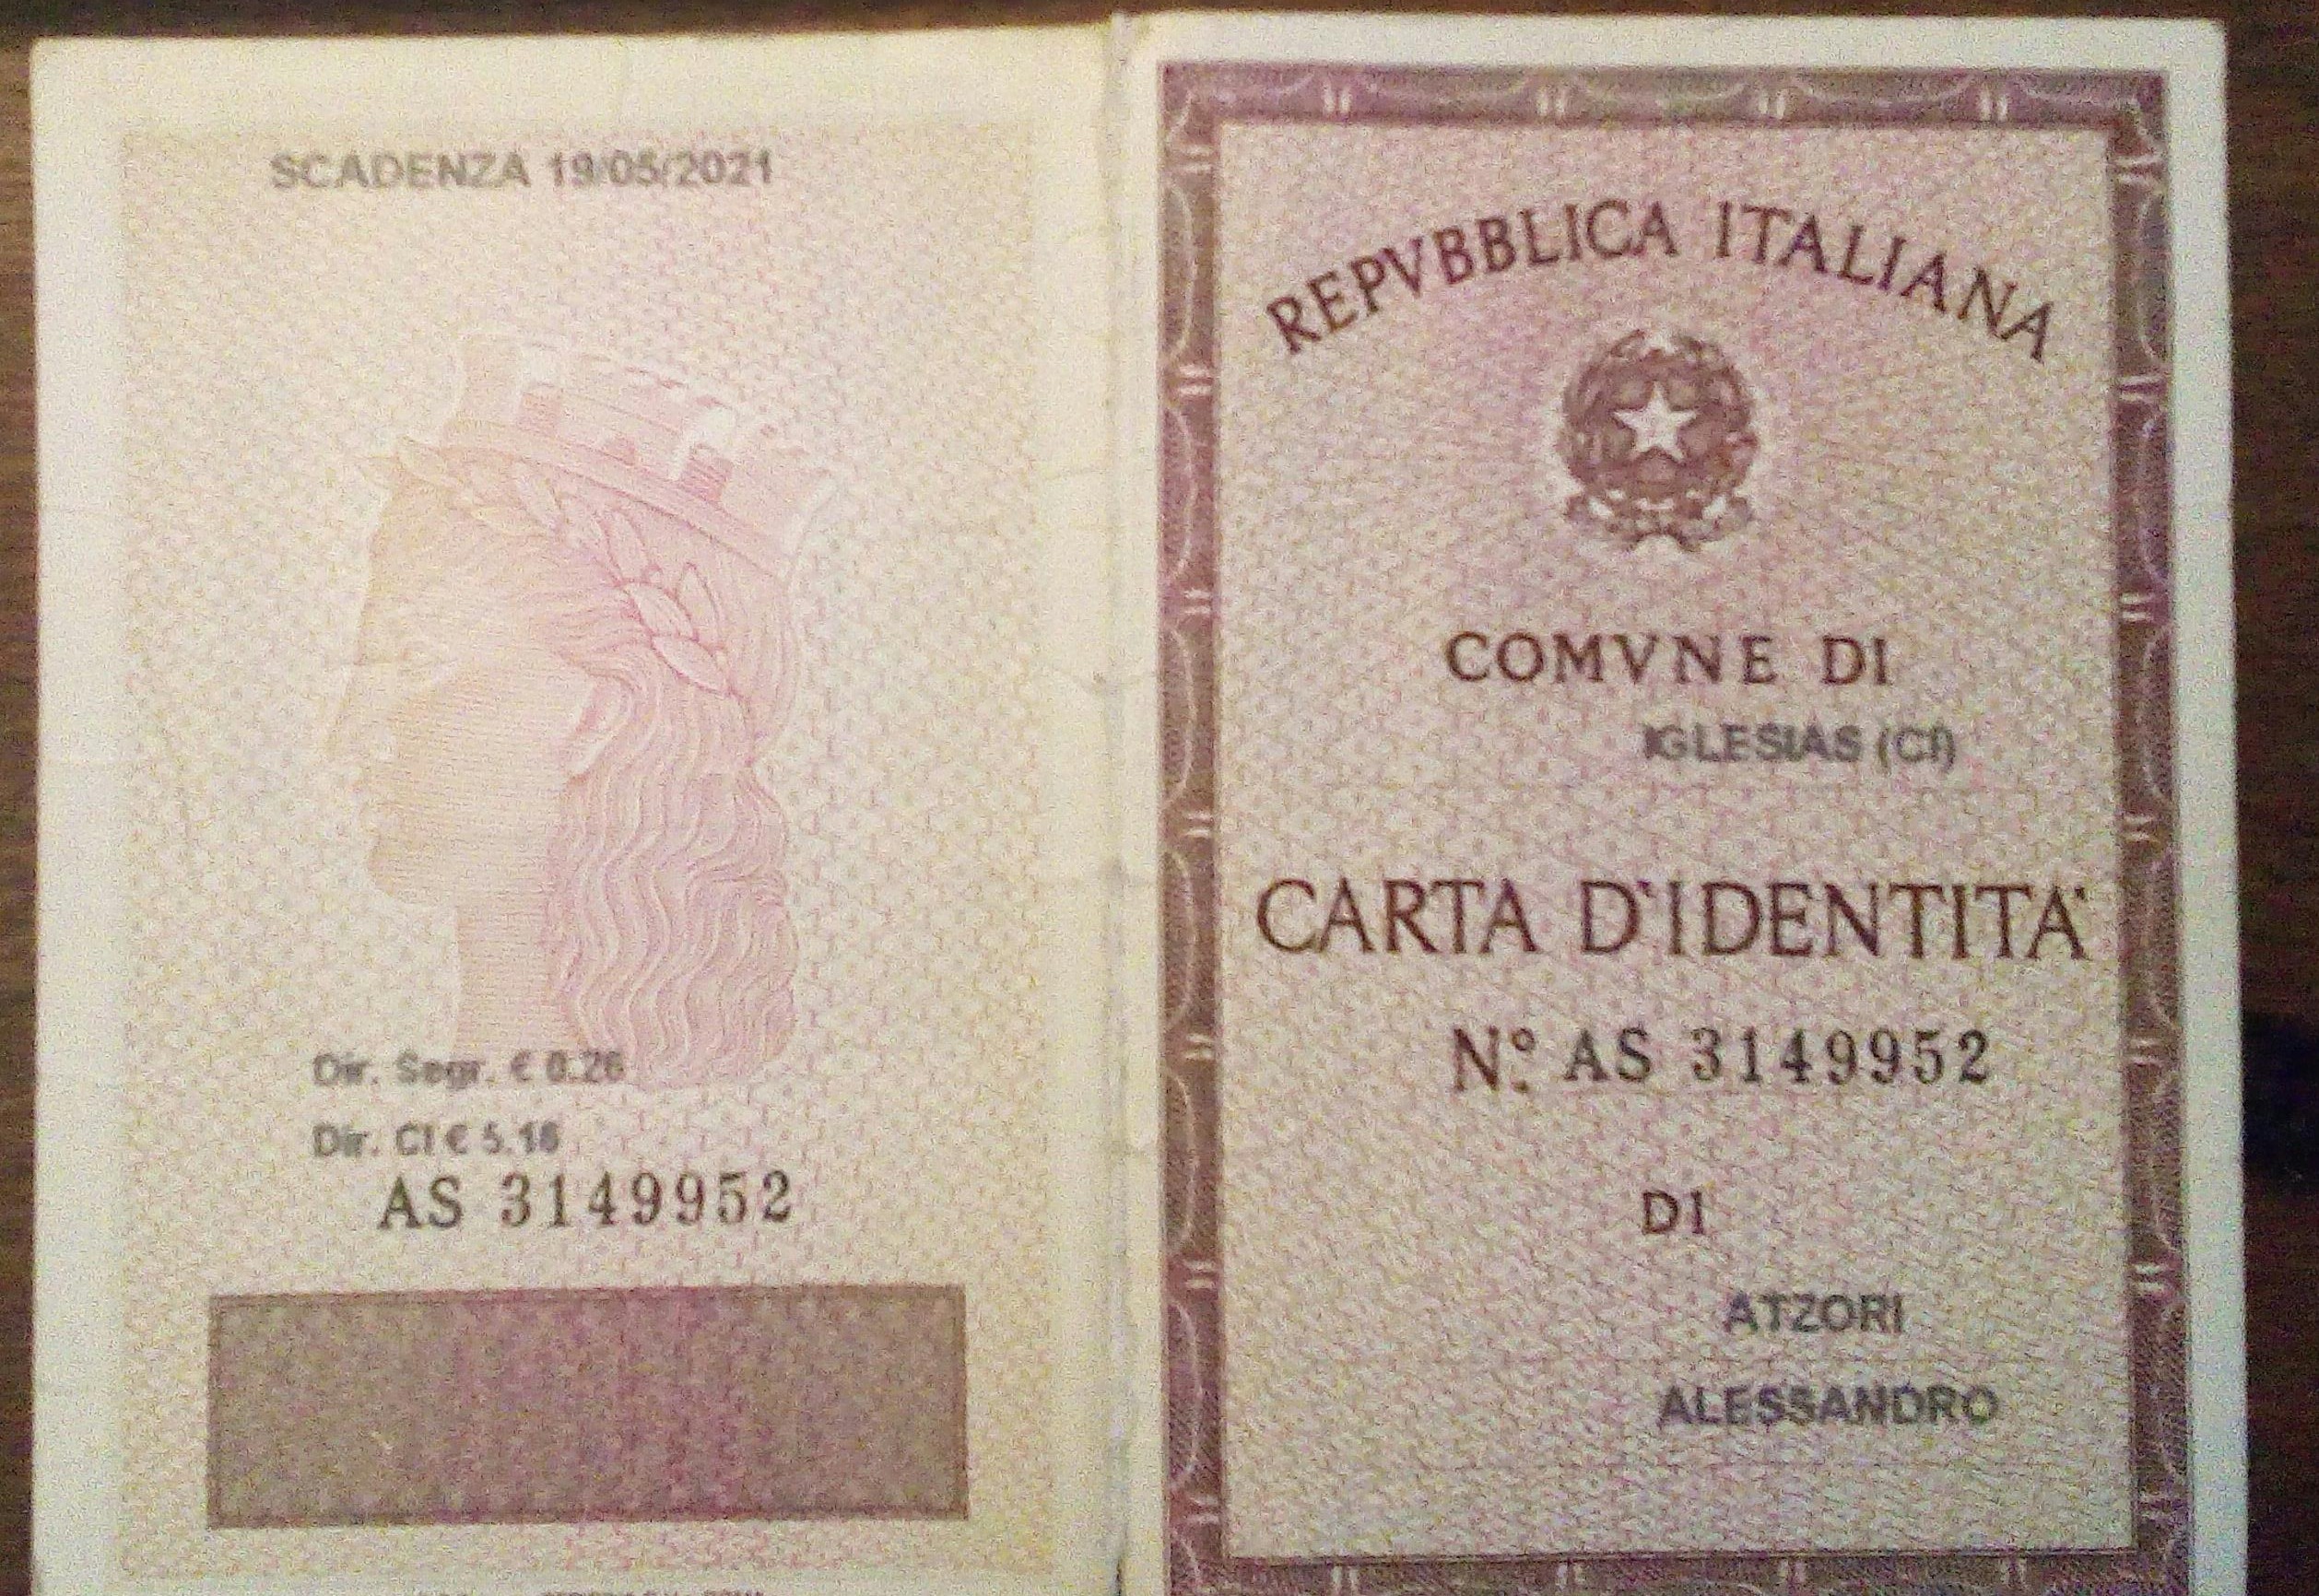 SCADENZA 19/05/2021
Dir. Segr. € 0.26
Dir. CI € 5.16
AS 3149952
REPVBBLICA ITALIANA
COMVNE DI
IGLESIAS (CI)
CARTA D'IDENTITA'
Nº AS 3149952
DI
ATZORI
ALESSANDRO